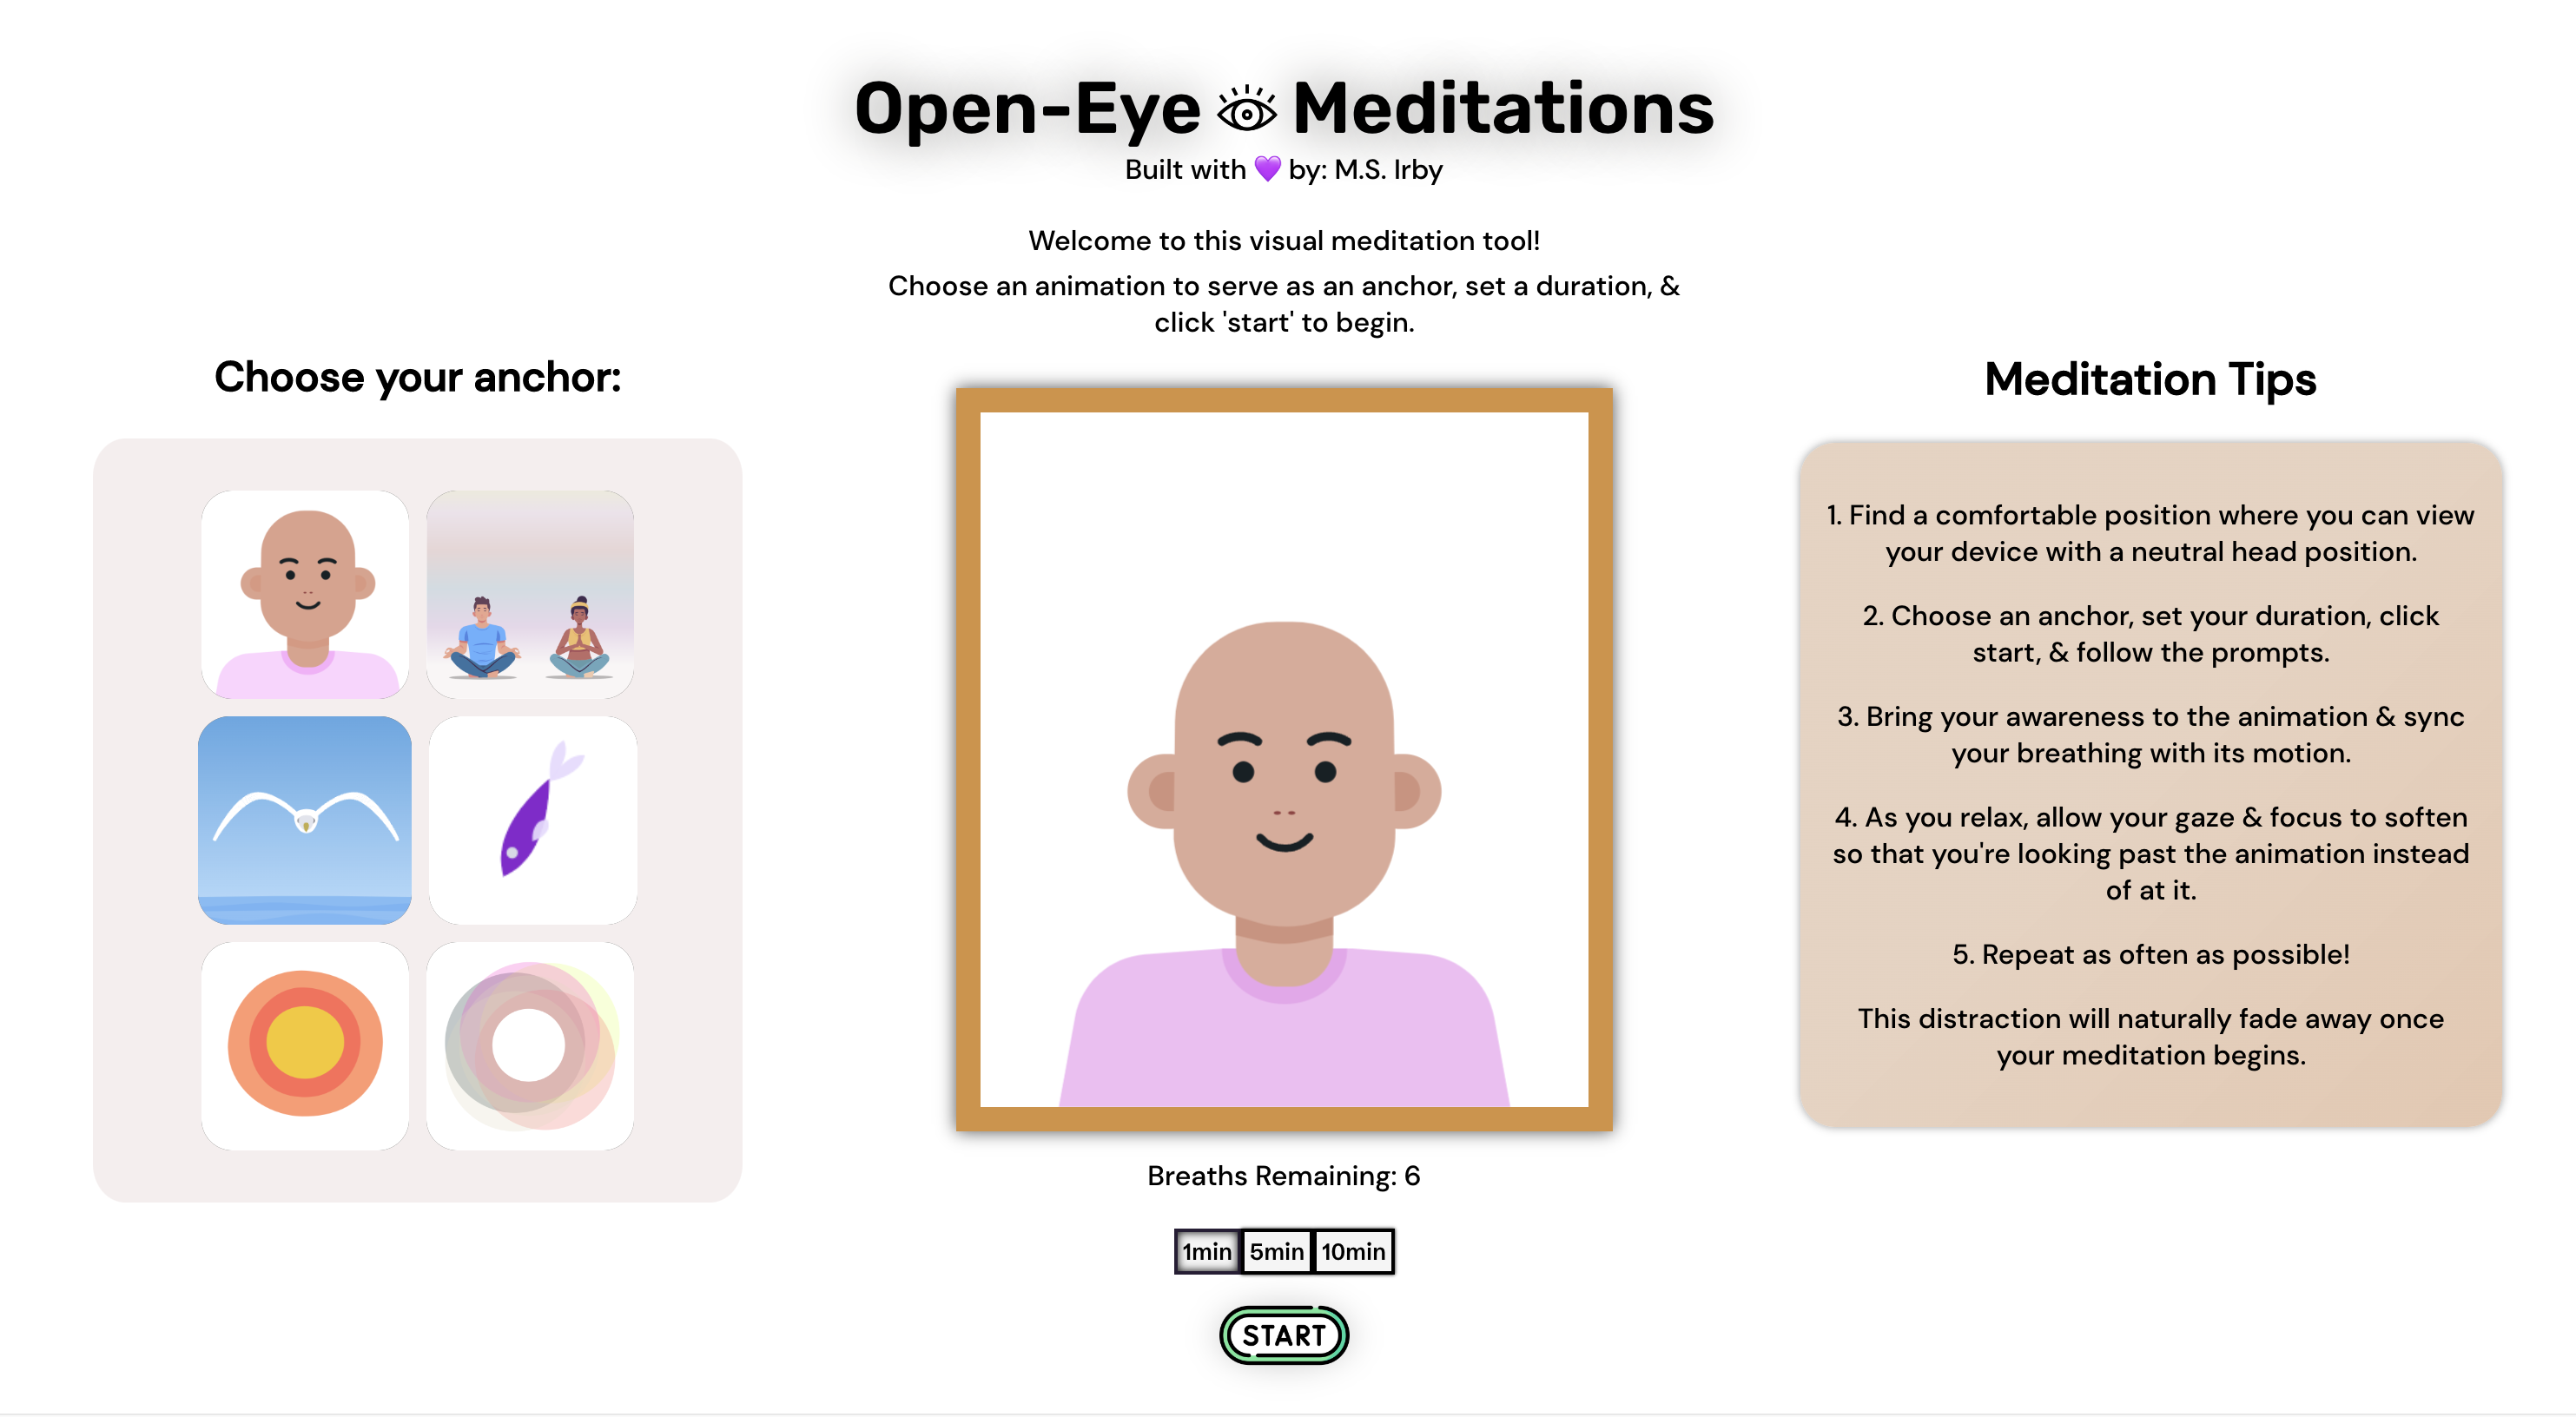 Open-Eye Meditations
Built with 💜 by: M.S. Irby
Welcome to this visual meditation tool!
Choose an animation to serve as an anchor, set a duration, &
click 'start' to begin.
Choose your anchor:
Breaths Remaining: 6
1min 5min 10min
START
Meditation Tips
1. Find a comfortable position where you can view
your device with a neutral head position.
2. Choose an anchor, set your duration, click
start, & follow the prompts.
3. Bring your awareness to the animation & sync
your breathing with its motion.
4. As you relax, allow your gaze & focus to soften
so that you're looking past the animation instead
of at it.
5. Repeat as often as possible!
This distraction will naturally fade away once
your meditation begins.